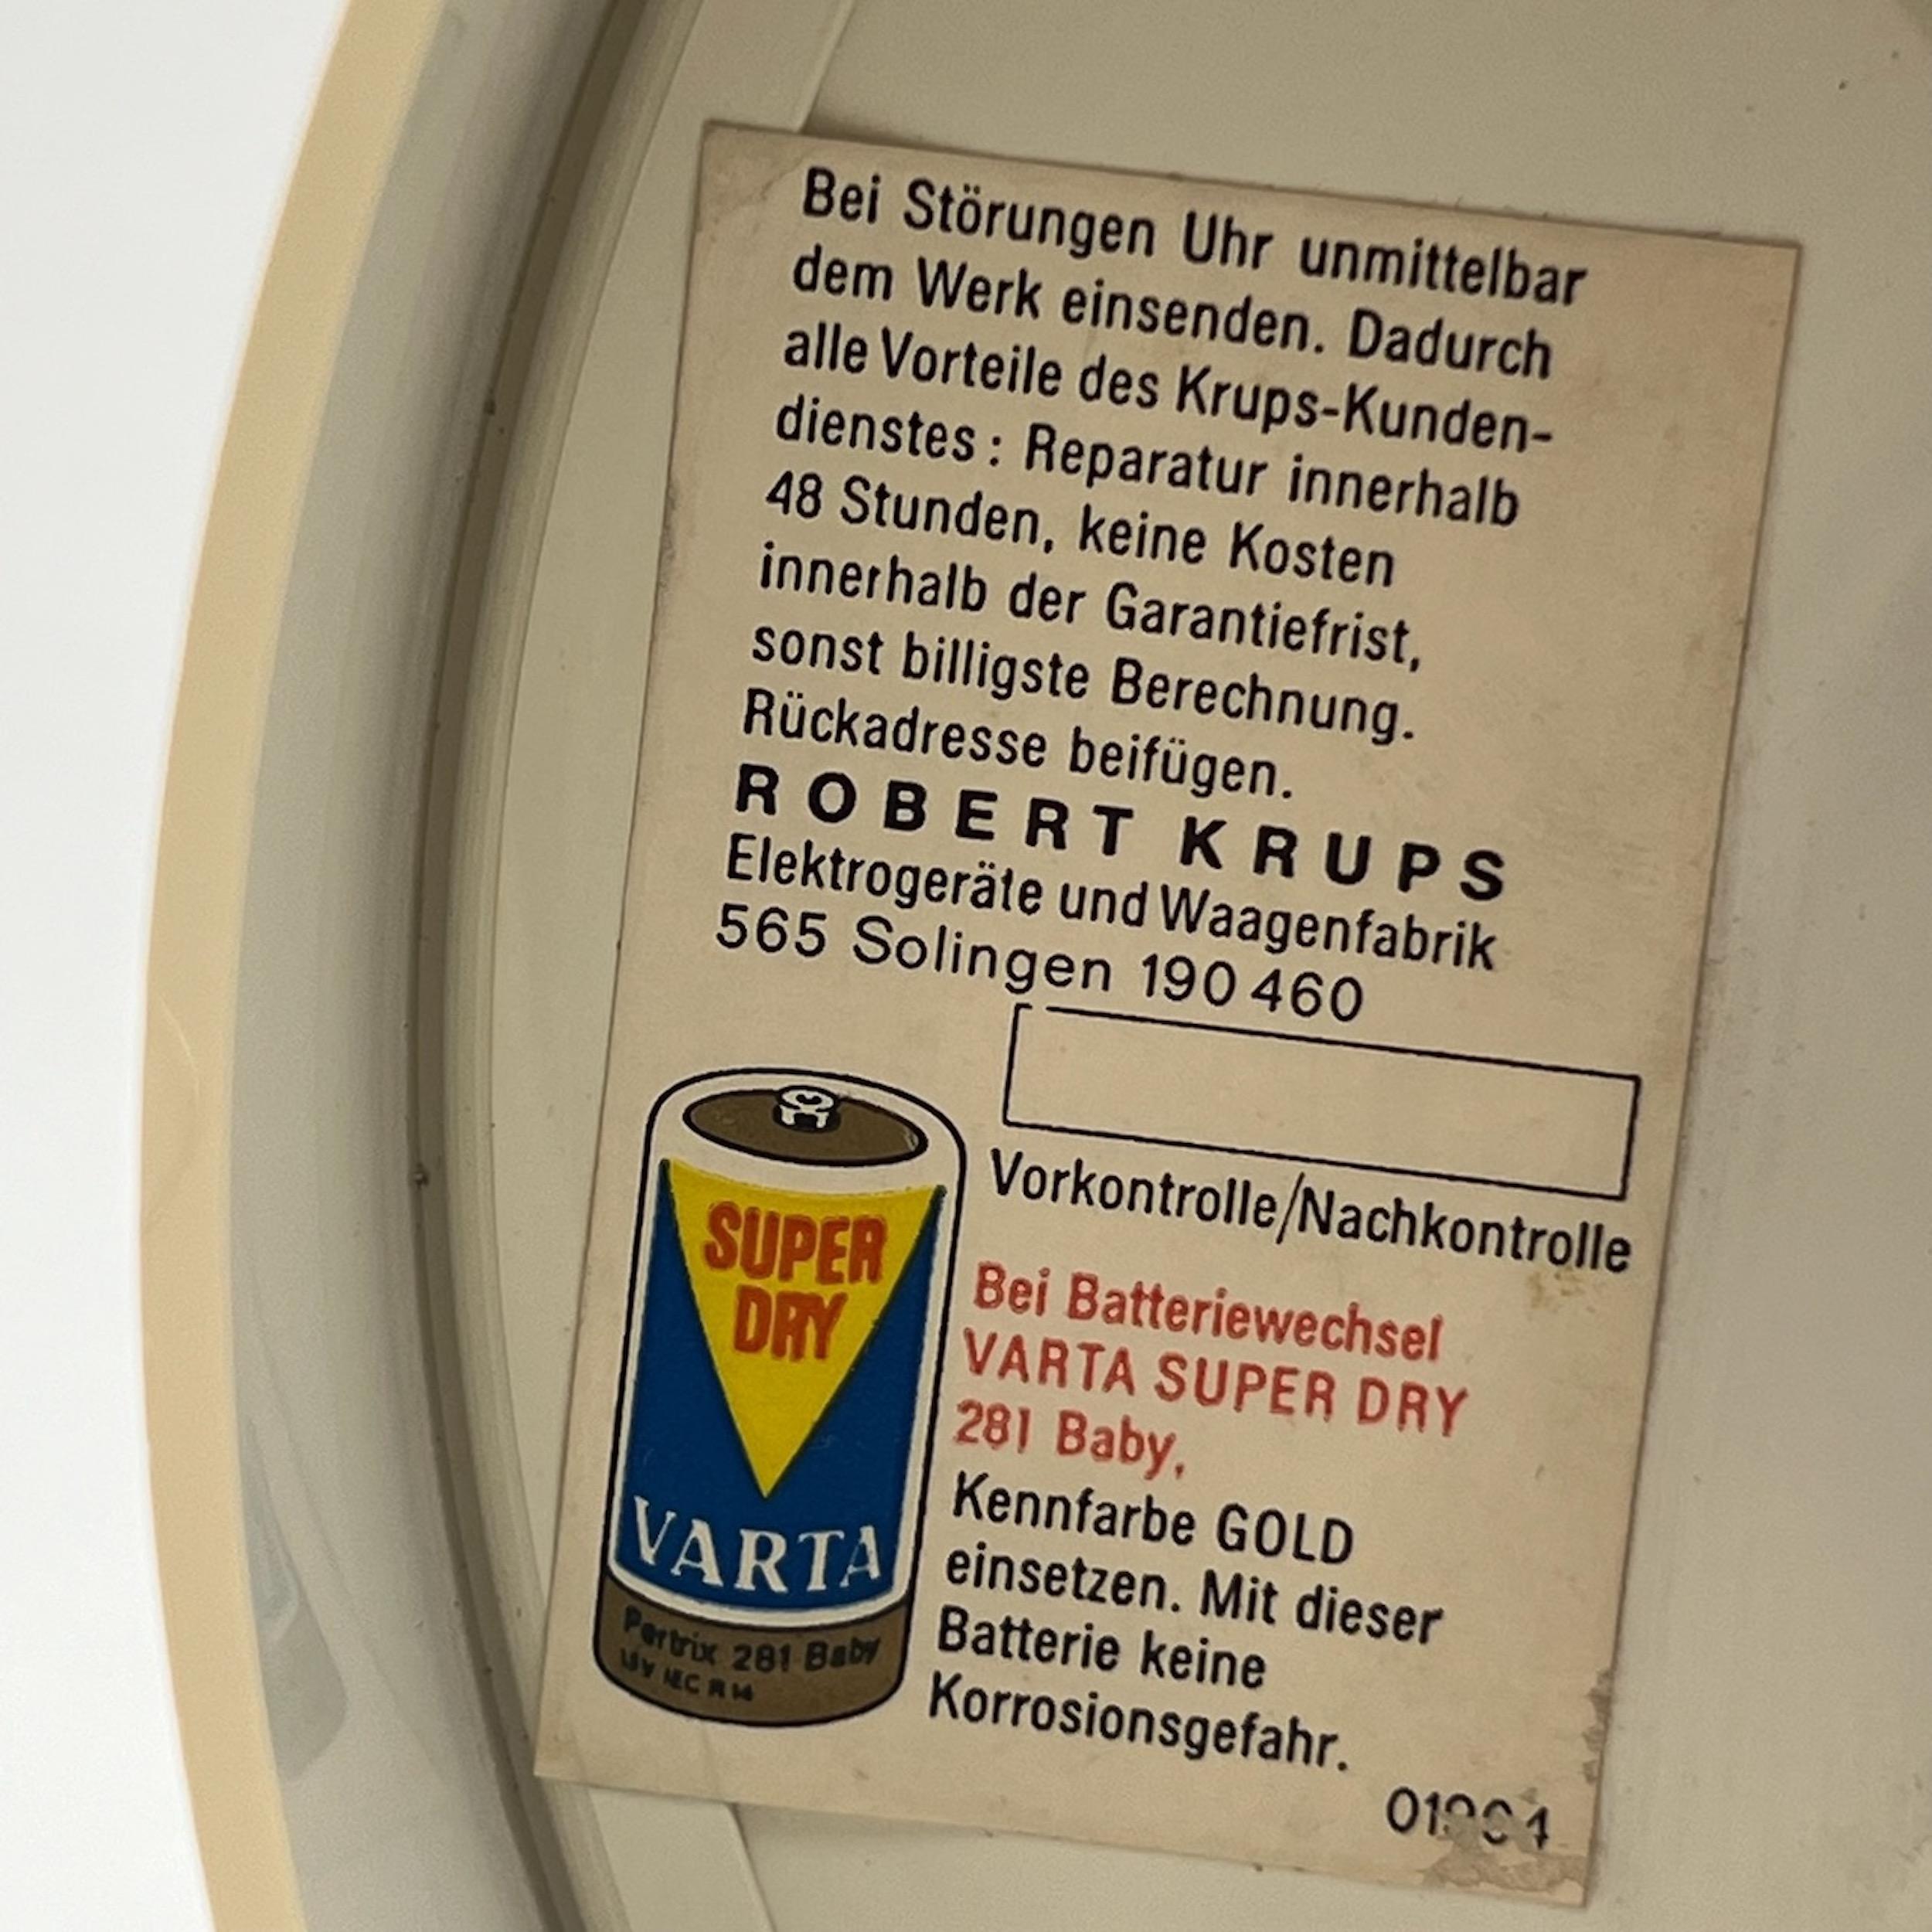 Bei Störungen Uhr unmittelbar
dem Werk einsenden. Dadurch
alle Vorteile des Krups-Kunden-
dienstes: Reparatur innerhalb
48 Stunden, keine Kosten
innerhalb der Garantiefrist,
sonst billigste Berechnung.
Rückadresse beifügen.
ROBERT KRUPS
Elektrogeräte und Waagenfabrik
565 Solingen 190 460
Vorkontrolle/Nachkontrolle
SUPER
DRY
VARTA
Pertrix 281 Baby
IEC R 14
Bei Batteriewechsel
VARTA SUPER DRY
281 Baby,
Kennfarbe GOLD
einsetzen. Mit dieser
Batterie keine
Korrosionsgefahr.